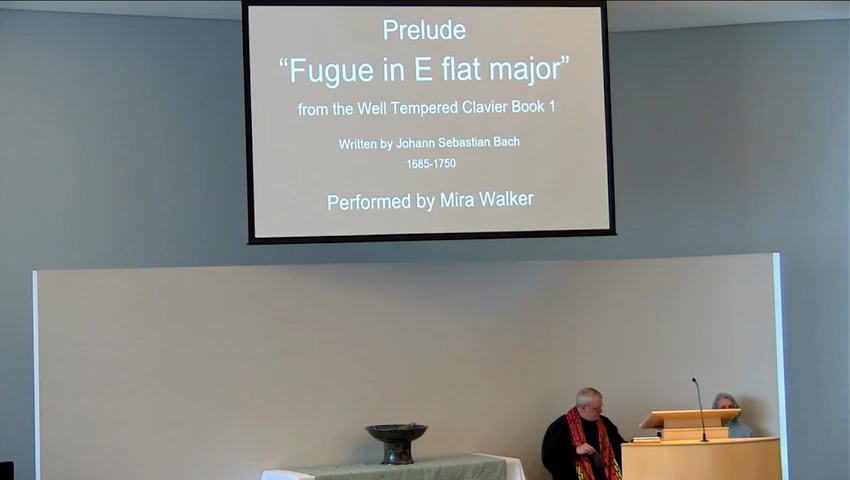 Prelude
“Fugue in E flat major”
from the Well Tempered Clavier Book 1
Written by Johann Sebastian Bach
1685-1750
Performed by Mira Walker